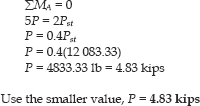 ΣM_A = 0
5P = 2P_st
P = 0.4P_st
P = 0.4(12 083.33)
P = 4833.33 lb = 4.83 kips
Use the smaller value, P = 4.83 kips